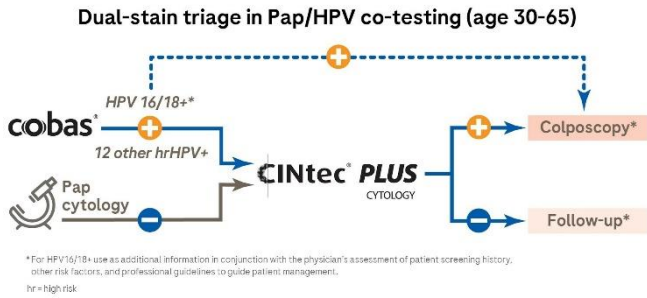 Dual-stain triage in Pap/HPV co-testing (age 30-65)
HPV 16/18+*
cobas®
12 other hrHPV+
Pap
cytology
CINtec® PLUS
CYTOLOGY
Colposcopy*
Follow-up*
*For HPV16/18+ use as additional information in conjunction with the physician's assessment of patient screening history,
other risk factors, and professional guidelines to guide patient management.
hr = high risk